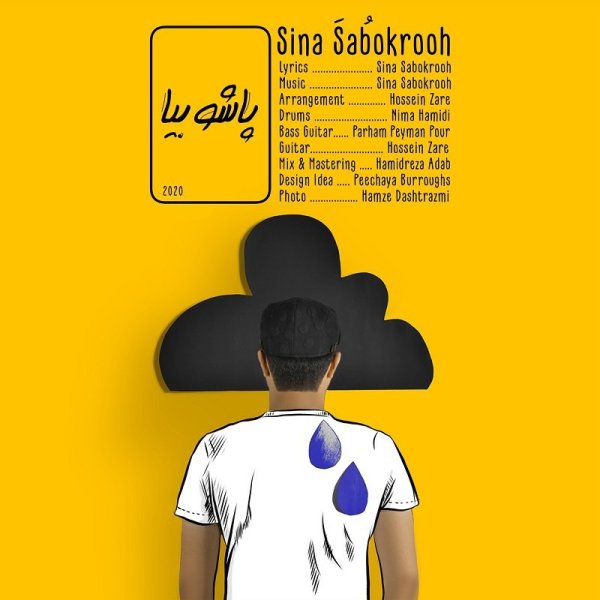 پاشو بیا
2020
Sina Sabokrooh
Lyrics ..................... Sina Sabokrooh
Music ...................... Sina Sabokrooh
Arrangement ............. Hossein Zare
Drums .......................... Nima Hamidi
Bass Guitar...... Parham Peyman Pour
Guitar.......................... Hossein Zare
Mix & Mastering ..... Hamidreza Adab
Design Idea ..... Peechaya Burroughs
Photo ................. Hamze Dashtrazmi